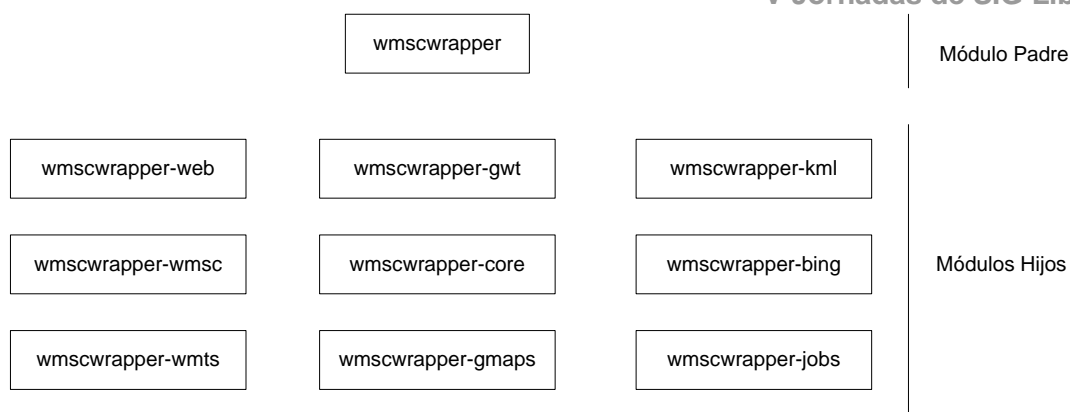 wmscwrapper
Módulo Padre
wmscwrapper-web
wmscwrapper-gwt
wmscwrapper-kml
wmscwrapper-wmsc
wmscwrapper-core
wmscwrapper-bing
Módulos Hijos
wmscwrapper-wmts
wmscwrapper-gmaps
wmscwrapper-jobs